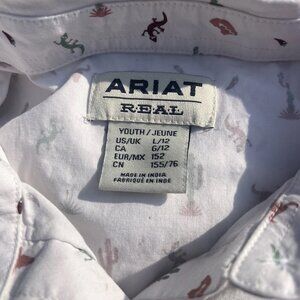 ARIAT
REAL
YOUTH / JEUNE
US/UK L/12
CA G/12
EUR/MX 152
CN 155/76
MADE IN INDIA
FABRIQUÉ EN INDE